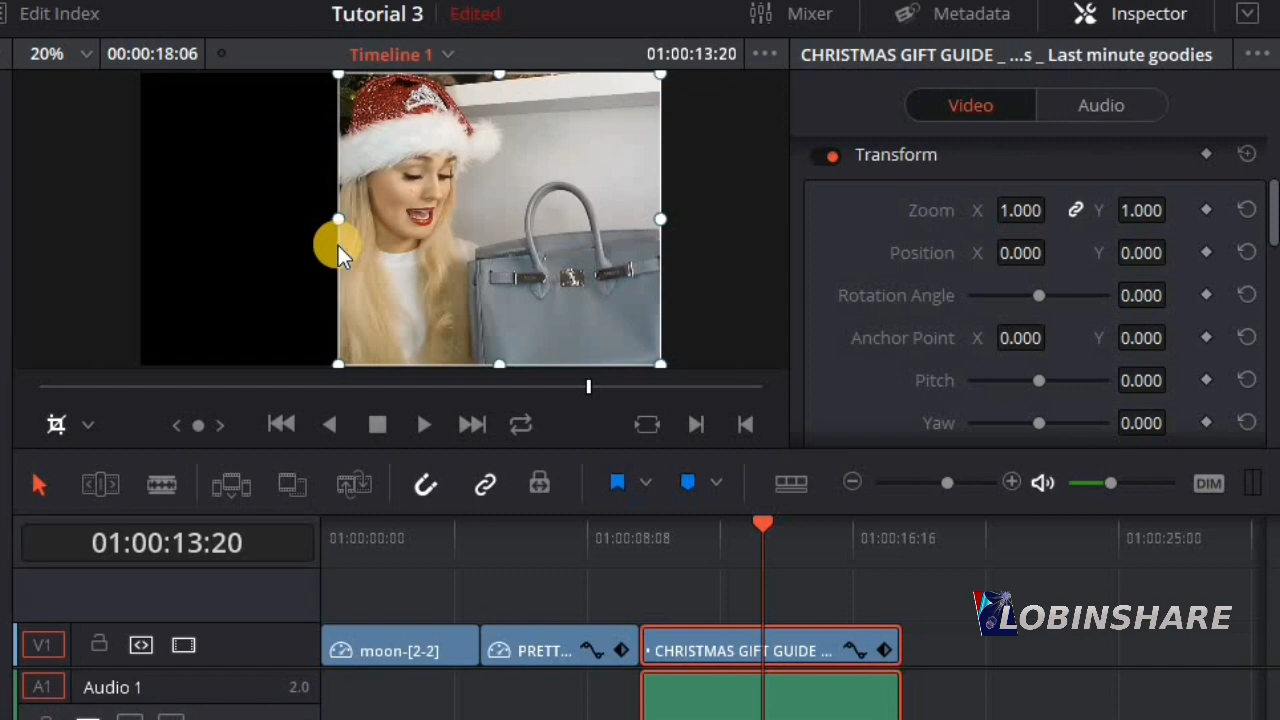 Edit Index
Tutorial 3
Edited
Mixer
Metadata
Inspector
20%
00:00:18:06
Timeline 1
01:00:13:20
CHRISTMAS GIFT GUIDE _ ...s _ Last minute goodies
Video
Audio
Transform
Zoom X 1.000 Y 1.000
Position X 0.000 Y 0.000
Rotation Angle 0.000
Anchor Point X 0.000 Y 0.000
Pitch 0.000
Yaw 0.000
DIM
01:00:13:20
01:00:00:00
01:00:08:08
01:00:16:16
01:00:25:00
LOBINSHARE
V1
moon-[2-2]
PRETT...
• CHRISTMAS GIFT GUIDE ...
A1
Audio 1
2.0